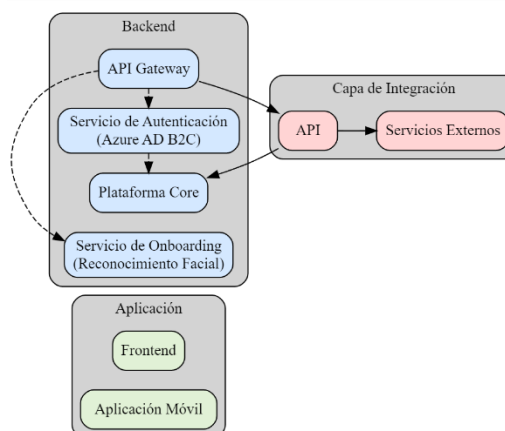 Backend
API Gateway
Servicio de Autenticación
(Azure AD B2C)
Plataforma Core
Servicio de Onboarding
(Reconocimiento Facial)
Capa de Integración
API
Servicios Externos
Aplicación
Frontend
Aplicación Móvil